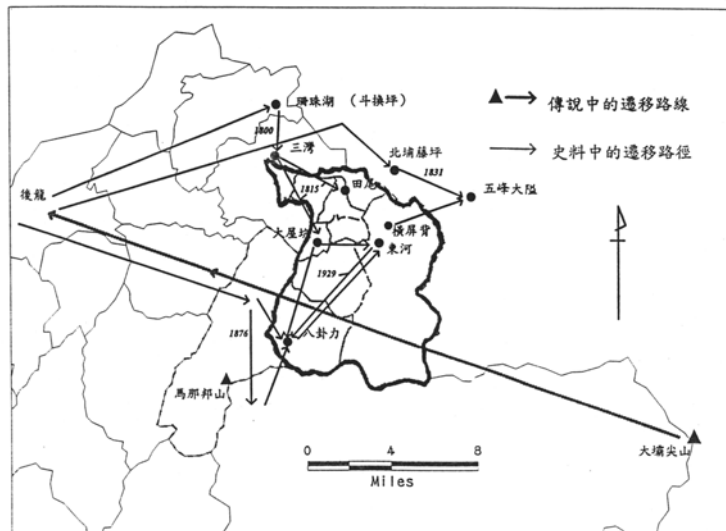 珊珠湖 (斗換坪)
傳說中的遷移路線
1800
三灣
北埔藤坪
史料中的遷移路徑
1831
後龍
1815
田尾
五峰大隘
大屋坑
橫屏背
東河
1929
1876
八卦力
馬那邦山
大壩尖山
0 4 8
Miles